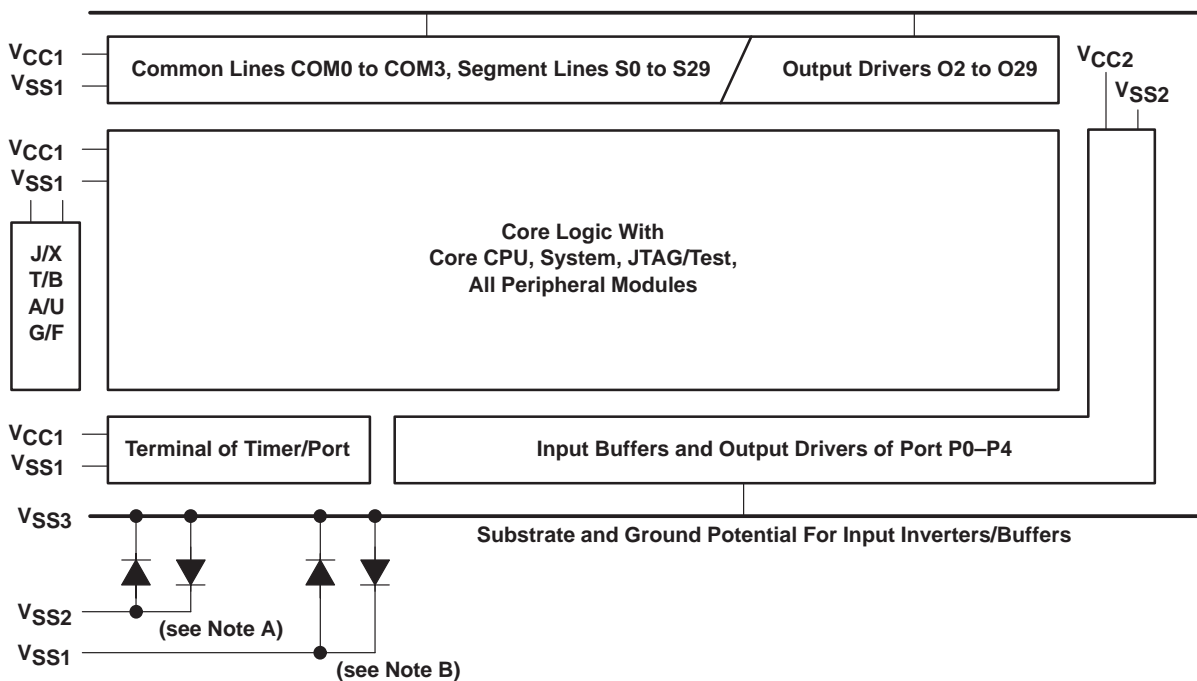 VCC1
VSS1
Common Lines COM0 to COM3, Segment Lines S0 to S29
Output Drivers O2 to O29
VCC2
VSS2
VCC1
VSS1
J/X
T/B
A/U
G/F
Core Logic With
Core CPU, System, JTAG/Test,
All Peripheral Modules
VCC1
VSS1
Terminal of Timer/Port
Input Buffers and Output Drivers of Port P0–P4
VSS3
Substrate and Ground Potential For Input Inverters/Buffers
VSS2
(see Note A)
VSS1
(see Note B)